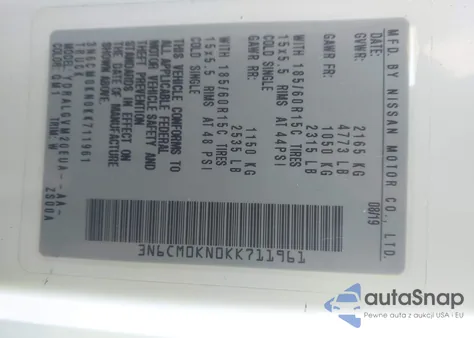 MFD. BY NISSAN MOTOR CO., LTD.
DATE: 08/19
GVWR: 2165 KG
4773 LB
GAWR FR: 1050 KG
2315 LB
WITH 185/60R15C TIRES
15x5.5 RIMS AT 44 PSI
COLD SINGLE
GAWR RR: 1150 KG
2535 LB
WITH 185/60R15C TIRES
15x5.5 RIMS AT 48 PSI
COLD SINGLE
THIS VEHICLE CONFORMS TO
ALL APPLICABLE FEDERAL
MOTOR VEHICLE SAFETY AND
THEFT PREVENTION
STANDARDS IN EFFECT ON
THE DATE OF MANUFACTURE
SHOWN ABOVE.
3N6CM0KN0KK711961
TRUCK
COLOR: QM1 TRIM: W
3N6CM0KN0KK711961
autoSnap
Pewne auta z aukcji USA i EU